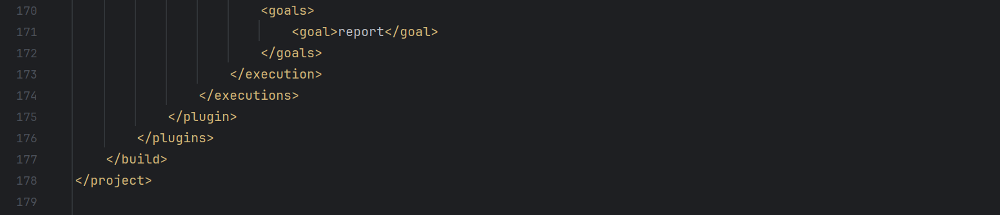 170 <goals>
171 <goal>report</goal>
172 </goals>
173 </execution>
174 </executions>
175 </plugin>
176 </plugins>
177 </build>
178 </project>
179